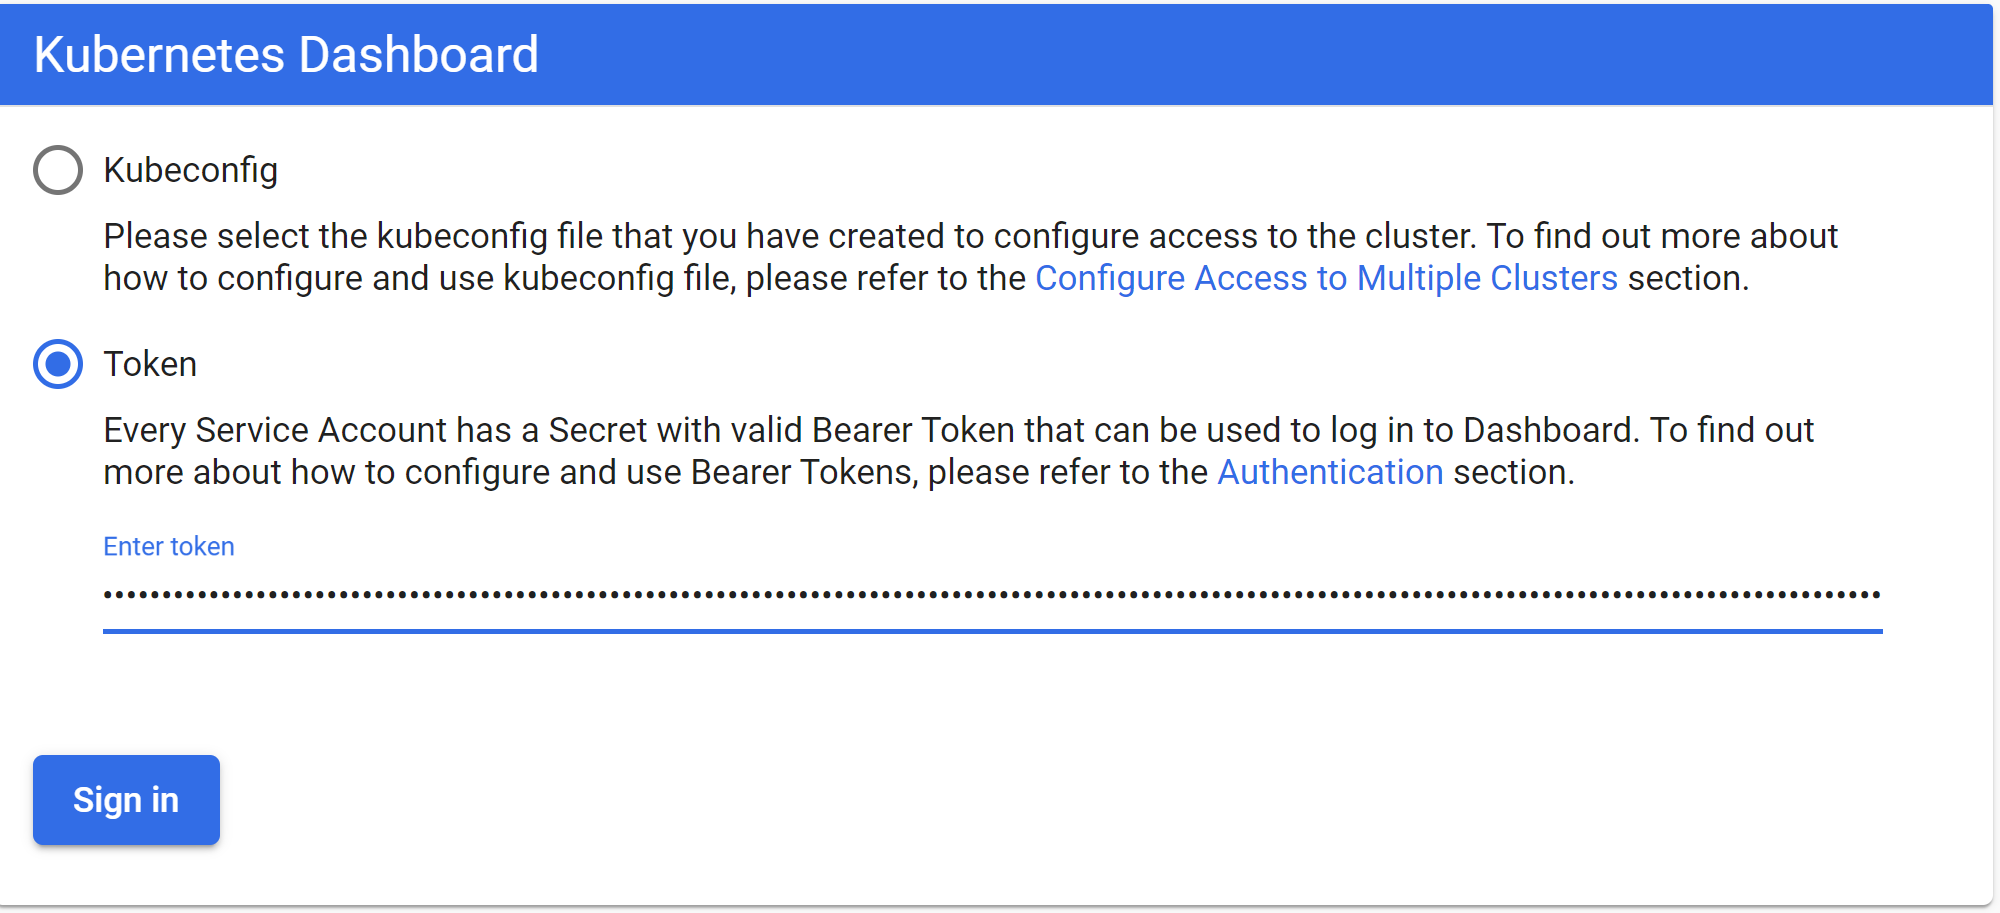 Kubernetes Dashboard
Kubeconfig
Please select the kubeconfig file that you have created to configure access to the cluster. To find out more about
how to configure and use kubeconfig file, please refer to the Configure Access to Multiple Clusters section.
Token
Every Service Account has a Secret with valid Bearer Token that can be used to log in to Dashboard. To find out
more about how to configure and use Bearer Tokens, please refer to the Authentication section.
Enter token
Sign in